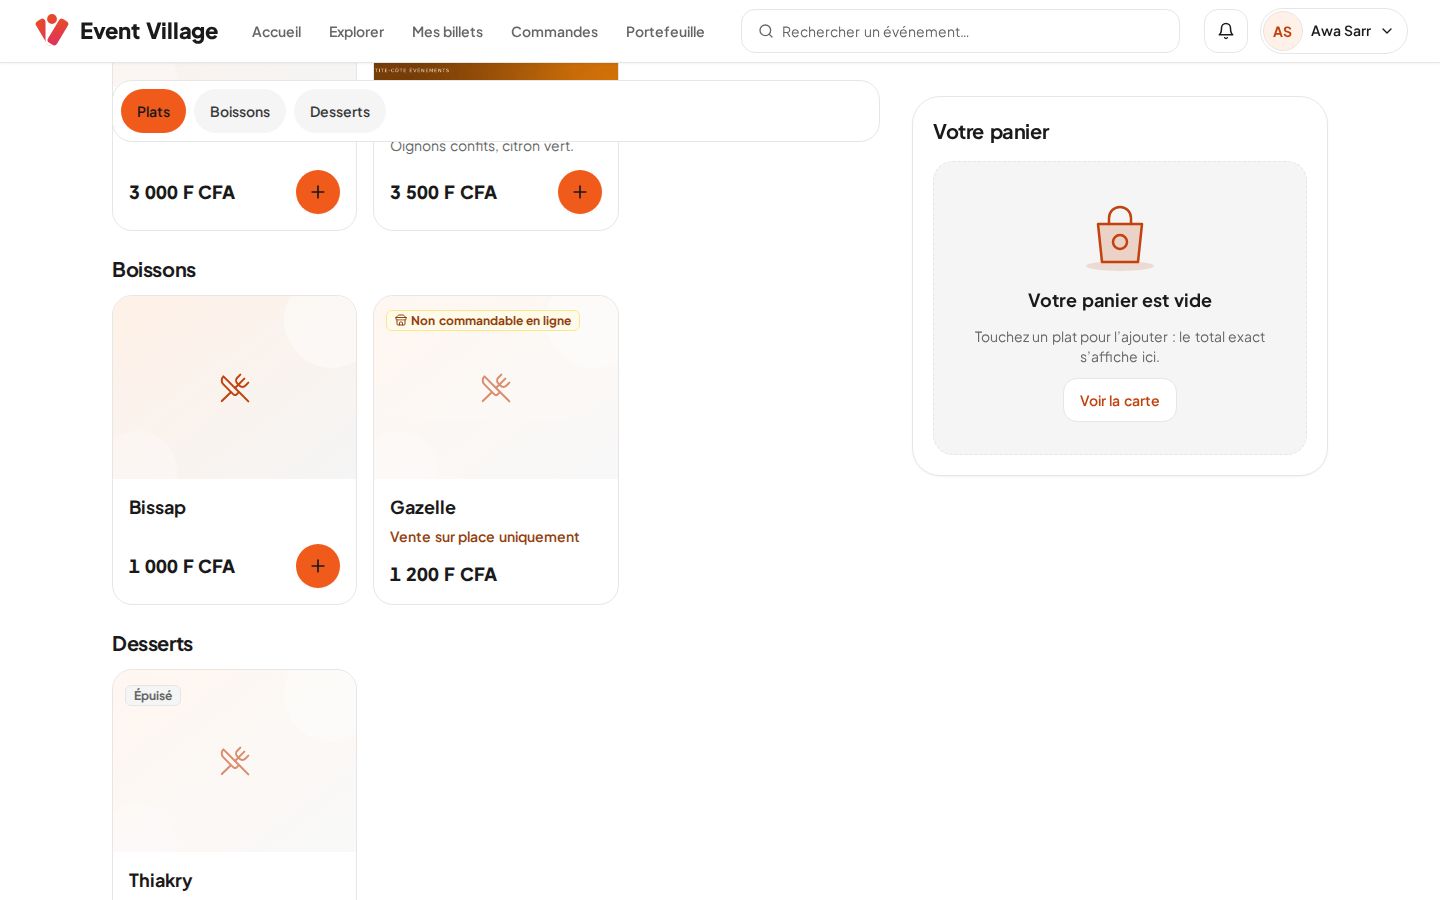 Event Village
Accueil
Explorer
Mes billets
Commandes
Portefeuille
Rechercher un événement...
AS
Awa Sarr
TITE-CÔTE ÉVÉNEMENTS
Plats
Boissons
Desserts
Oignons confits, citron vert.
3 000 F CFA
3 500 F CFA
Boissons
Non commandable en ligne
Bissap
1 000 F CFA
Gazelle
Vente sur place uniquement
1 200 F CFA
Desserts
Épuisé
Thiakry
Votre panier
Votre panier est vide
Touchez un plat pour l’ajouter : le total exact
s’affiche ici.
Voir la carte